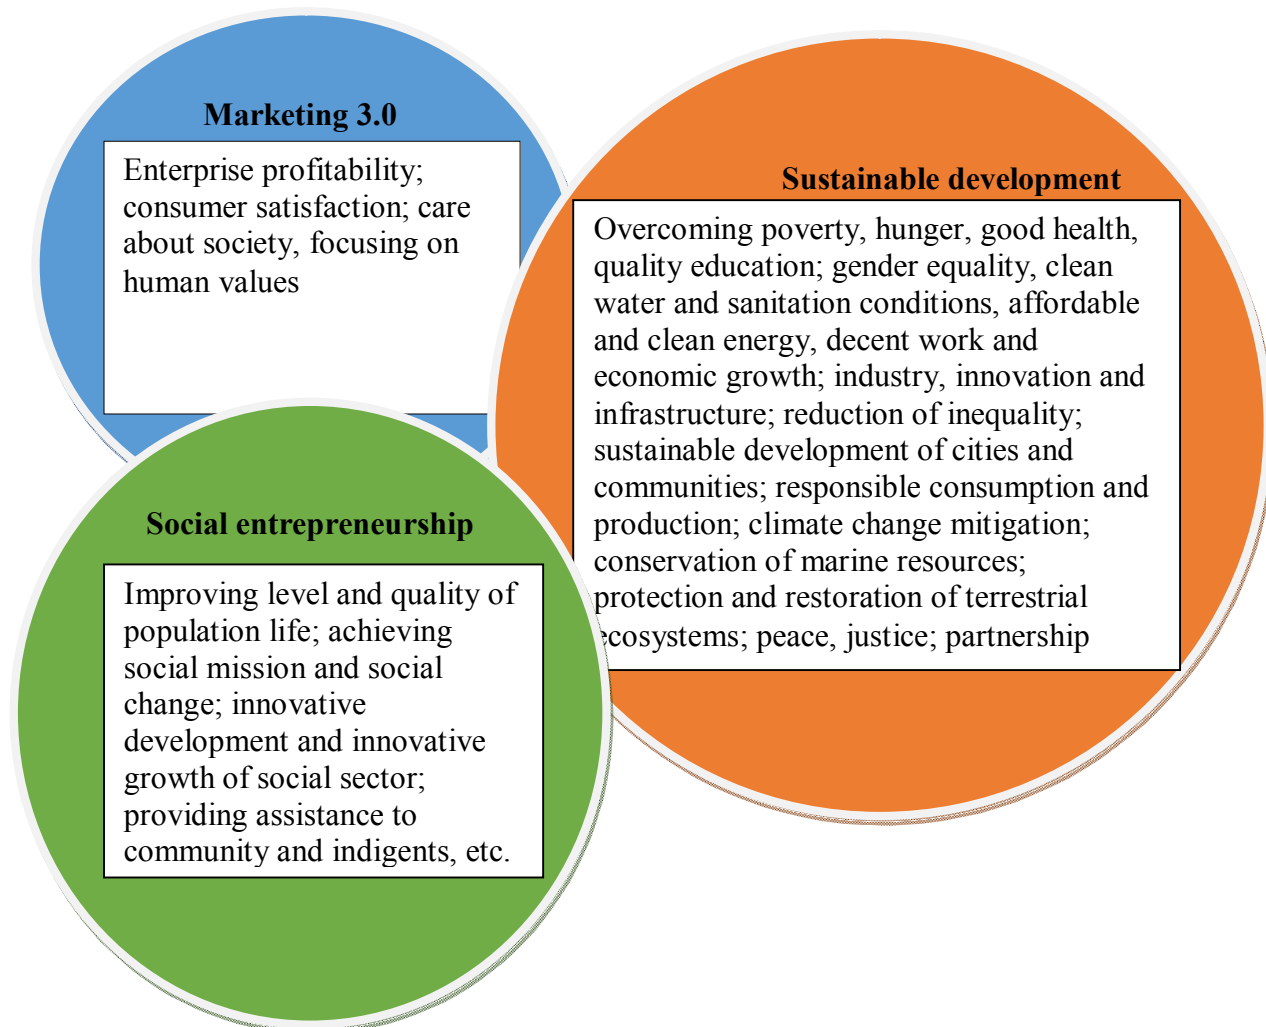 Marketing 3.0
Enterprise profitability;
consumer satisfaction; care
about society, focusing on
human values
Sustainable development
Overcoming poverty, hunger, good health,
quality education; gender equality, clean
water and sanitation conditions, affordable
and clean energy, decent work and
economic growth; industry, innovation and
infrastructure; reduction of inequality;
sustainable development of cities and
communities; responsible consumption and
production; climate change mitigation;
conservation of marine resources;
protection and restoration of terrestrial
ecosystems; peace, justice; partnership
Social entrepreneurship
Improving level and quality of
population life; achieving
social mission and social
change; innovative
development and innovative
growth of social sector;
providing assistance to
community and indigents, etc.